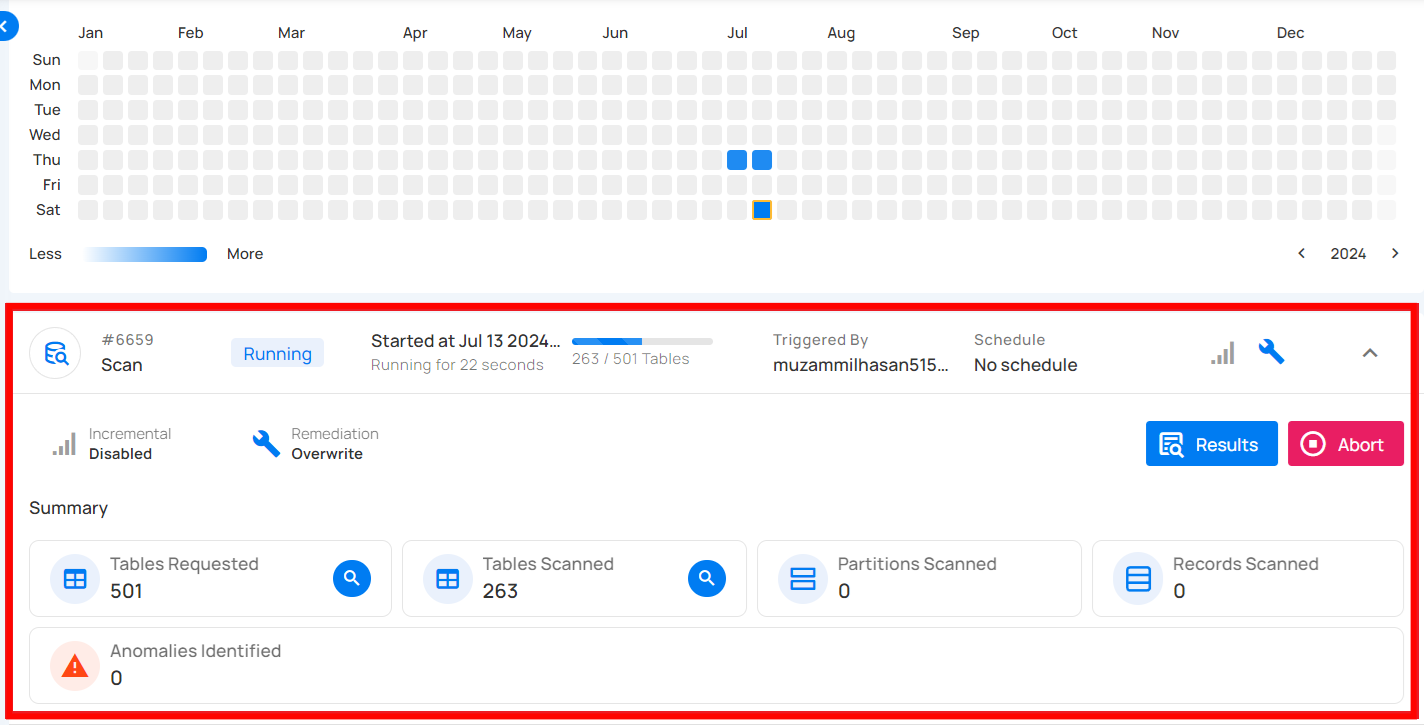 Jan Feb Mar Apr May Jun Jul Aug Sep Oct Nov Dec
Sun
Mon
Tue
Wed
Thu
Fri
Sat
Less More 2024
#6659
Scan
Running
Started at Jul 13 2024...
Running for 22 seconds
263 / 501 Tables
Triggered By
muzammilhasan515...
Schedule
No schedule
Incremental
Disabled
Remediation
Overwrite
Results
Abort
Summary
Tables Requested
501
Tables Scanned
263
Partitions Scanned
0
Records Scanned
0
Anomalies Identified
0